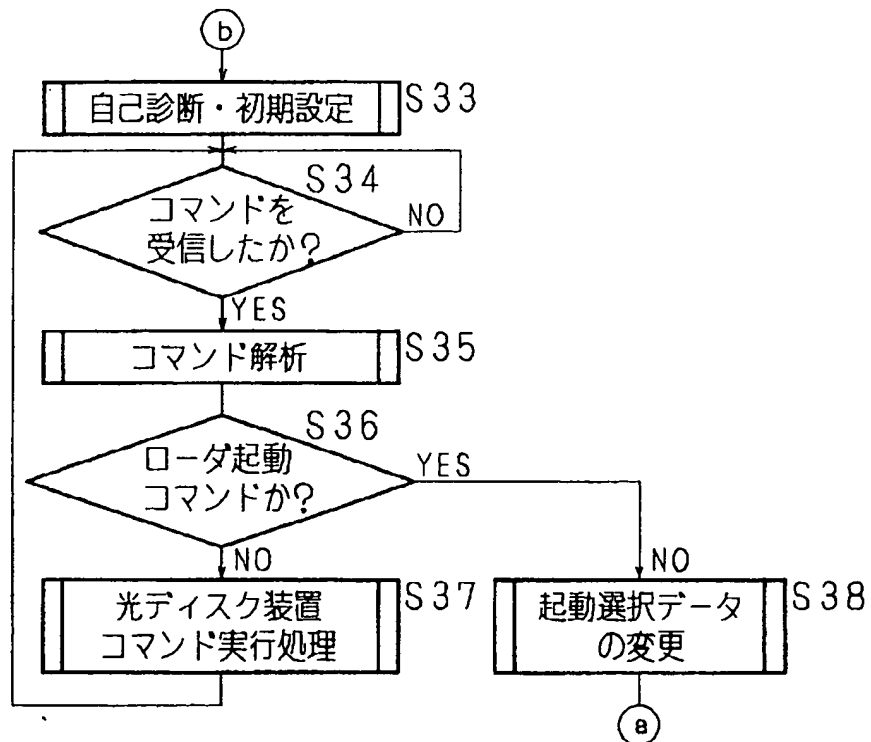 b
自己診断・初期設定
S33
S34
コマンドを
受信したか?
NO
YES
コマンド解析
S35
S36
ローダ起動
コマンドか?
YES
NO
NO
光ディスク装置
コマンド実行処理
S37
起動選択データ
の変更
S38
a